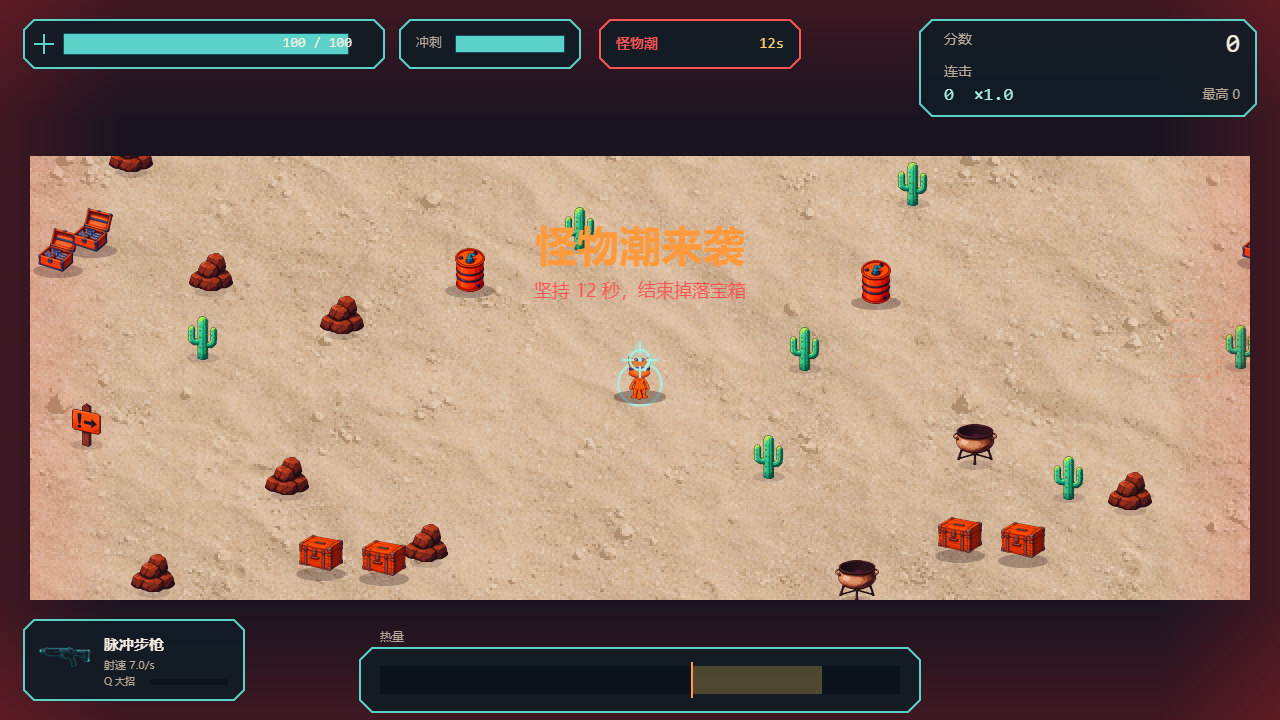 100 / 100
冲刺
怪物潮
12s
分数
0
连击
0 ×1.0
最高 0
怪物潮来袭
坚持 12 秒，结束掉落宝箱
脉冲步枪
射速 7.0/s
Q 大招
热量